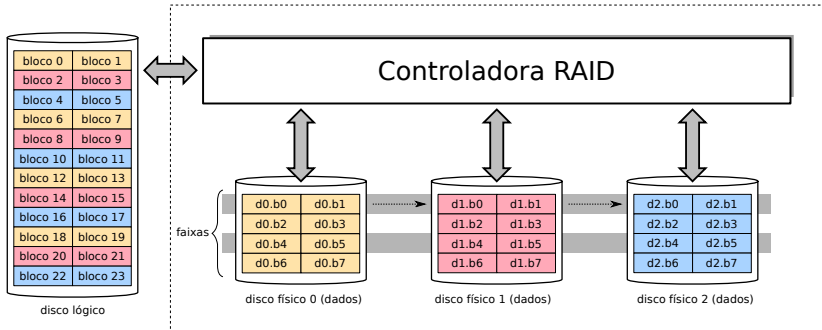 Controladora RAID
bloco 0 bloco 1
bloco 2 bloco 3
bloco 4 bloco 5
bloco 6 bloco 7
bloco 8 bloco 9
bloco 10 bloco 11
bloco 12 bloco 13
bloco 14 bloco 15
bloco 16 bloco 17
bloco 18 bloco 19
bloco 20 bloco 21
bloco 22 bloco 23
disco lógico
faixas
d0.b0 d0.b1
d0.b2 d0.b3
d0.b4 d0.b5
d0.b6 d0.b7
disco físico 0 (dados)
d1.b0 d1.b1
d1.b2 d1.b3
d1.b4 d1.b5
d1.b6 d1.b7
disco físico 1 (dados)
d2.b0 d2.b1
d2.b2 d2.b3
d2.b4 d2.b5
d2.b6 d2.b7
disco físico 2 (dados)